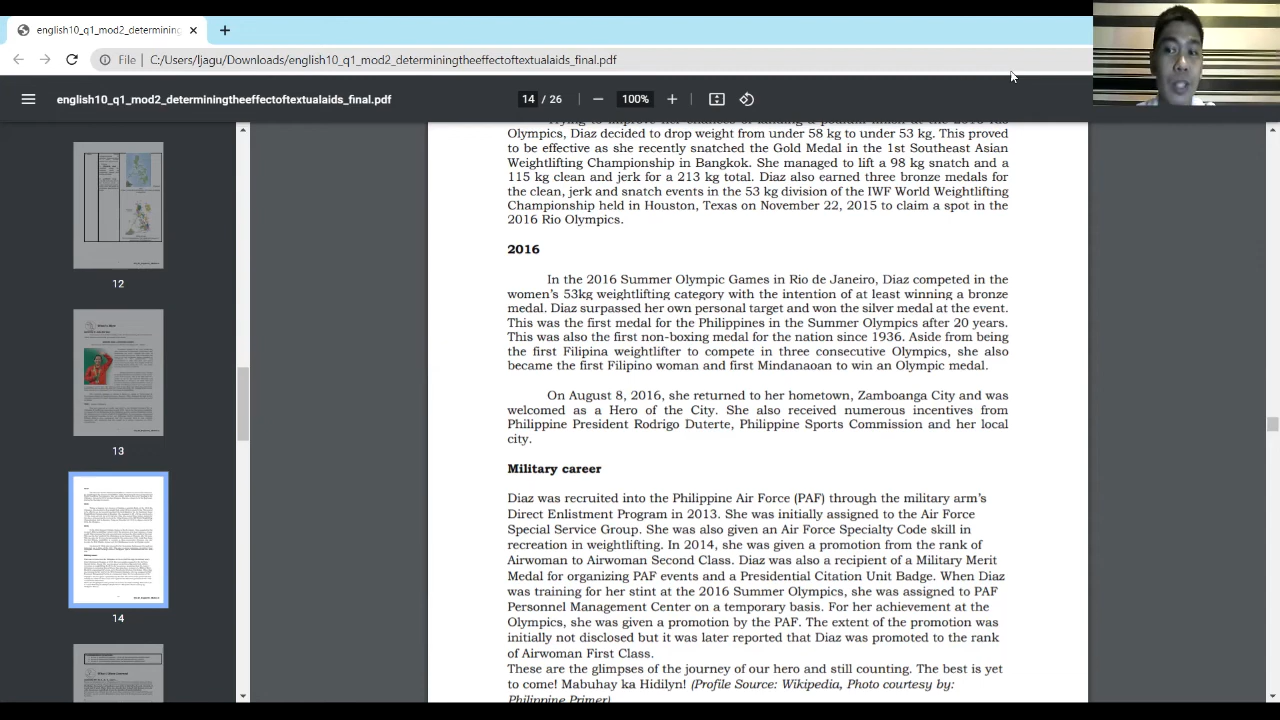 english10_q1_mod2_determining
File
C:/Users/ljagu/Downloads/english10_q1_mod2_determiningtheeffectoftextualaids_final.pdf
english10_q1_mod2_determiningtheeffectoftextualaids_final.pdf
14 / 26
100%
12
13
14
Olympics, Diaz decided to drop weight from under 58 kg to under 53 kg. This proved
to be effective as she recently snatched the Gold Medal in the 1st Southeast Asian
Weightlifting Championship in Bangkok. She managed to lift a 98 kg snatch and a
115 kg clean and jerk for a 213 kg total. Diaz also earned three bronze medals for
the clean, jerk and snatch events in the 53 kg division of the IWF World Weightlifting
Championship held in Houston, Texas on November 22, 2015 to claim a spot in the
2016 Rio Olympics.
2016
In the 2016 Summer Olympic Games in Rio de Janeiro, Diaz competed in the
women's 53kg weightlifting category with the intention of at least winning a bronze
medal. Diaz surpassed her own personal target and won the silver medal at the event.
This was the first medal for the Philippines in the Summer Olympics after 20 years.
This was also the first non-boxing medal for the nation since 1936. Aside from being
the first Filipina weightlifter to compete in three consecutive Olympics, she also
became the first Filipino woman and first Mindanaoan to win an Olympic medal.
On August 8, 2016, she returned to her hometown, Zamboanga City and was
welcomed as a Hero of the City. She also received numerous incentives from
Philippine President Rodrigo Duterte, Philippine Sports Commission and her local
city.
Military career
Diaz was recruited into the Philippine Air Force (PAF) through the military arm's
Direct Enlistment Program in 2013. She was initially assigned to the Air Force
Special Service Group. She was also given an Air Force Specialty Code skill in
recreation in weightlifting. In 2014, she was given a promotion from the rank of
Airwoman to Airwoman Second Class. Diaz was also a recipient of a Military Merit
Medal for organizing PAF events and a Presidential Citation Unit Badge. When Diaz
was training for her stint at the 2016 Summer Olympics, she was assigned to PAF
Personnel Management Center on a temporary basis. For her achievement at the
Olympics, she was given a promotion by the PAF. The extent of the promotion was
initially not disclosed but it was later reported that Diaz was promoted to the rank
of Airwoman First Class.
These are the glimpses of the journey of our hero and still counting. The best is yet
to come! Mabuhay ka Hidilyn! (Profile Source: Wikipedia, Photo courtesy by:
Philippine Primer)